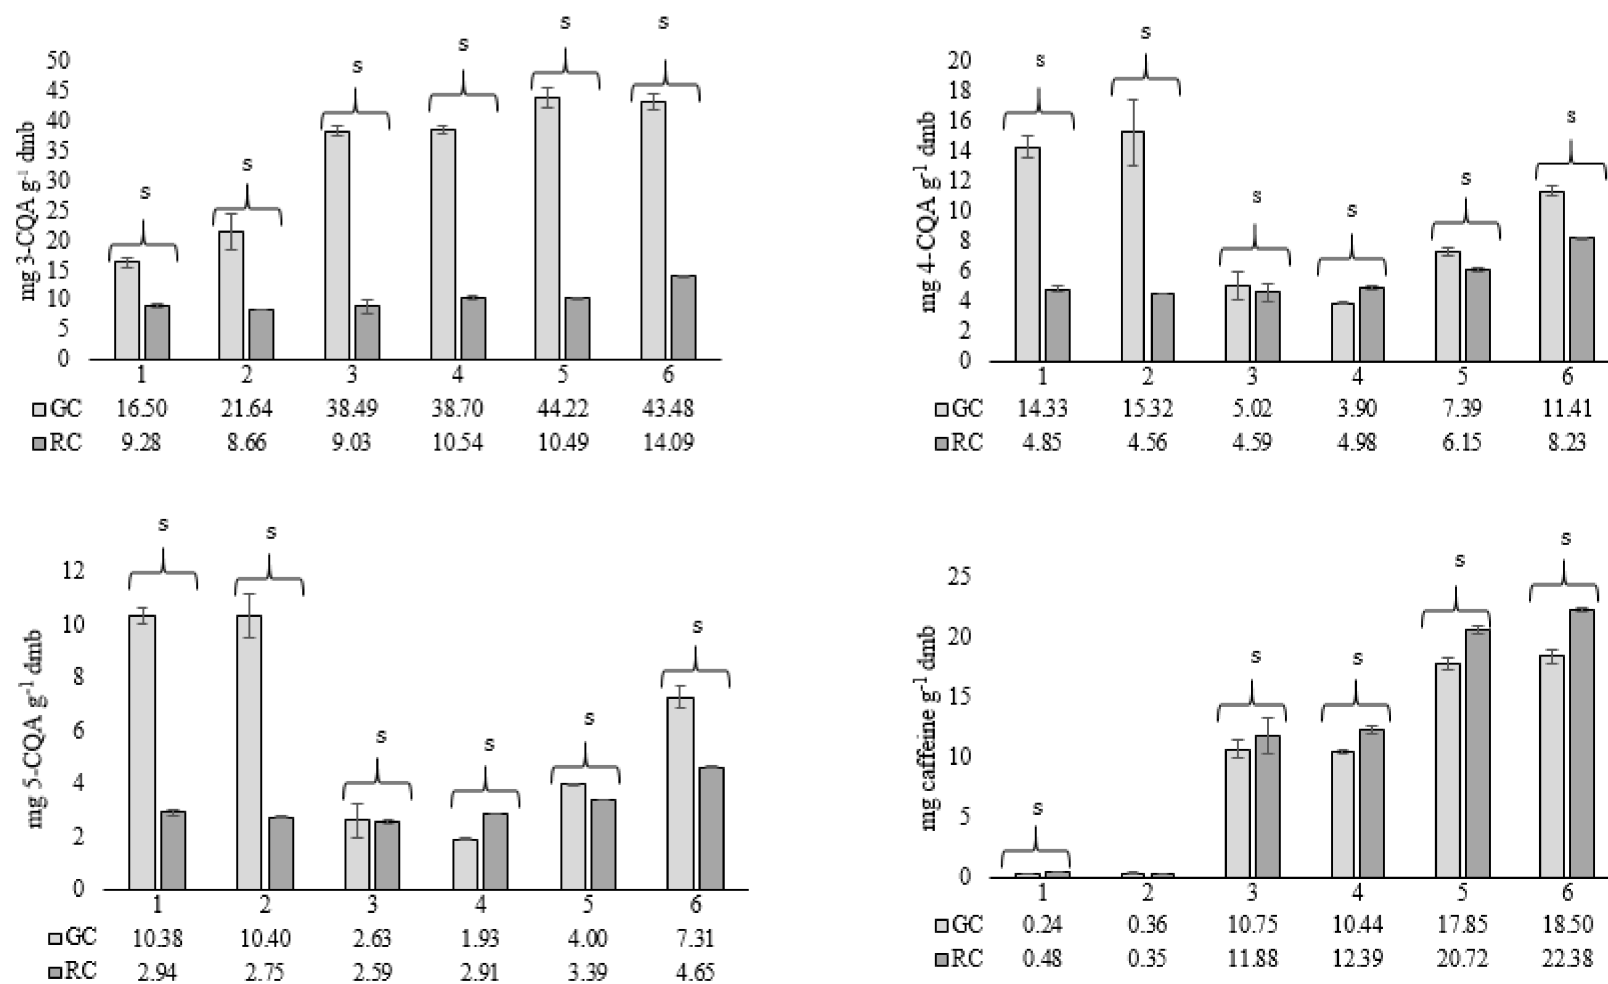 s s s s s s
mg 3-CQA g-1 dmb
50
45
40
35
30
25
20
15
10
5
0
1 2 3 4 5 6
GC 16.50 21.64 38.49 38.70 44.22 43.48
RC 9.28 8.66 9.03 10.54 10.49 14.09
s s s s s s
mg 4-CQA g-1 dmb
20
18
16
14
12
10
8
6
4
2
0
1 2 3 4 5 6
GC 14.33 15.32 5.02 3.90 7.39 11.41
RC 4.85 4.56 4.59 4.98 6.15 8.23
s s s s s s
mg 5-CQA g-1 dmb
12
10
8
6
4
2
0
1 2 3 4 5 6
GC 10.38 10.40 2.63 1.93 4.00 7.31
RC 2.94 2.75 2.59 2.91 3.39 4.65
s s s s s
mg caffeine g-1 dmb
25
20
15
10
5
0
1 2 3 4 5 6
GC 0.24 0.36 10.75 10.44 17.85 18.50
RC 0.48 0.35 11.88 12.39 20.72 22.38